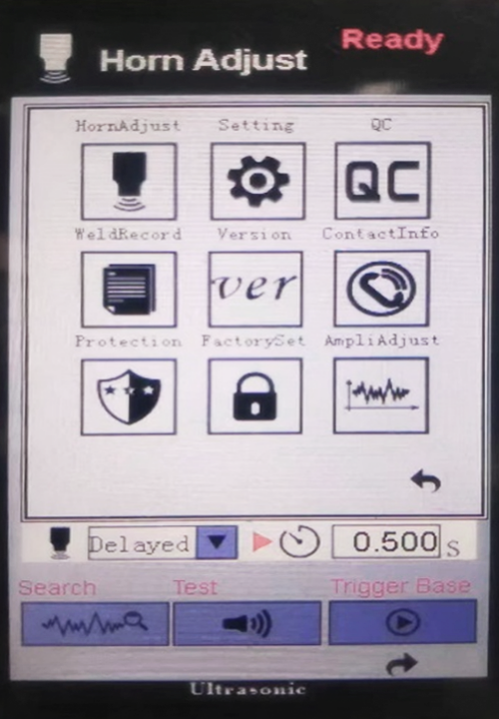 Ready
Horn Adjust
HornAdjust Setting QC
QC
WeldRecord Version ContactInfo
ver
Protection FactorySet AmpliAdjust
Delayed 0.500 S
Search Test Trigger Base
Ultrasonic